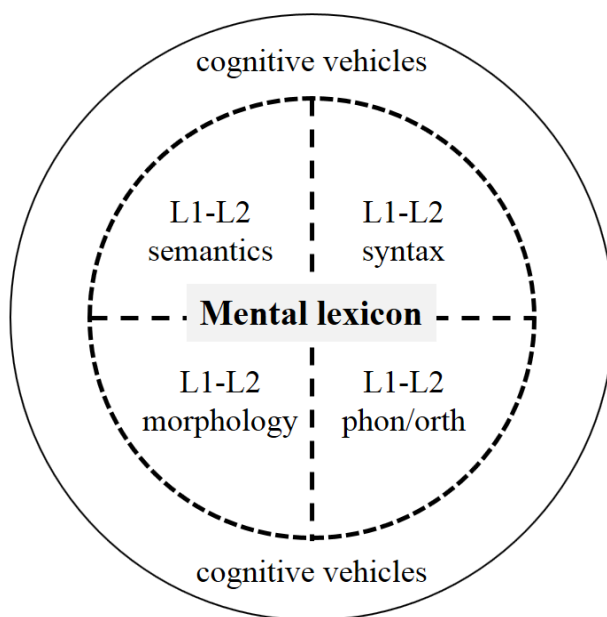 cognitive vehicles
L1-L2
semantics
L1-L2
syntax
Mental lexicon
L1-L2
morphology
L1-L2
phon/orth
cognitive vehicles